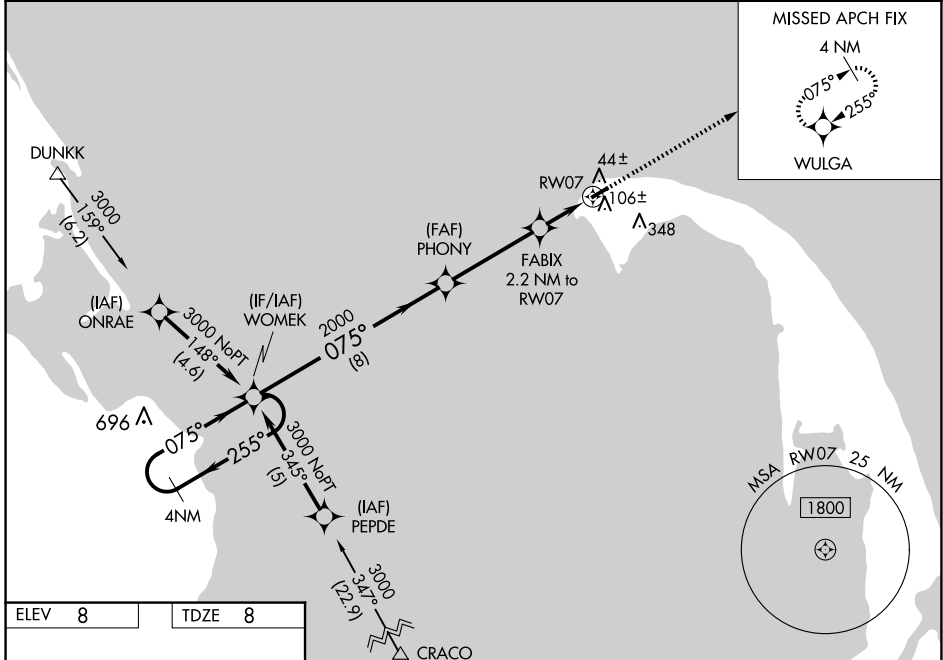 MISSED APCH FIX
4 NM
075°
255°
WULGA
DUNKK
3000
159°
(6.2)
(IAF)
ONRAE
3000 NoPT
148°
(4.6)
(IF/IAF)
WOMEK
2000
075°
(8)
(FAF)
PHONY
FABIX
2.2 NM to
RW07
RW07
44±
106±
348
696
075°
255°
4NM
3000 NoPT
345°
(5)
(IAF)
PEPDE
3000
347°
(22.9)
CRACO
MSA RW07 25 NM
1800
ELEV 8
TDZE 8